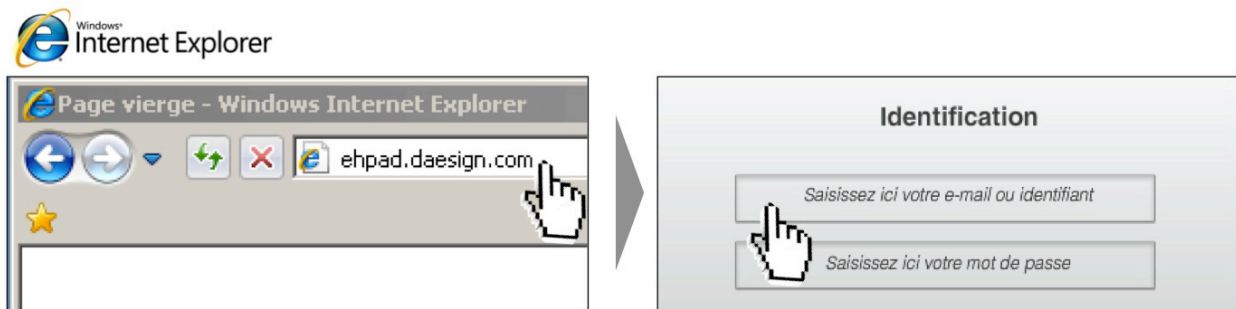 Windows®
Internet Explorer
Page vierge - Windows Internet Explorer
ehpad.daesign.com
Identification
Saisissez ici votre e-mail ou identifiant
Saisissez ici votre mot de passe